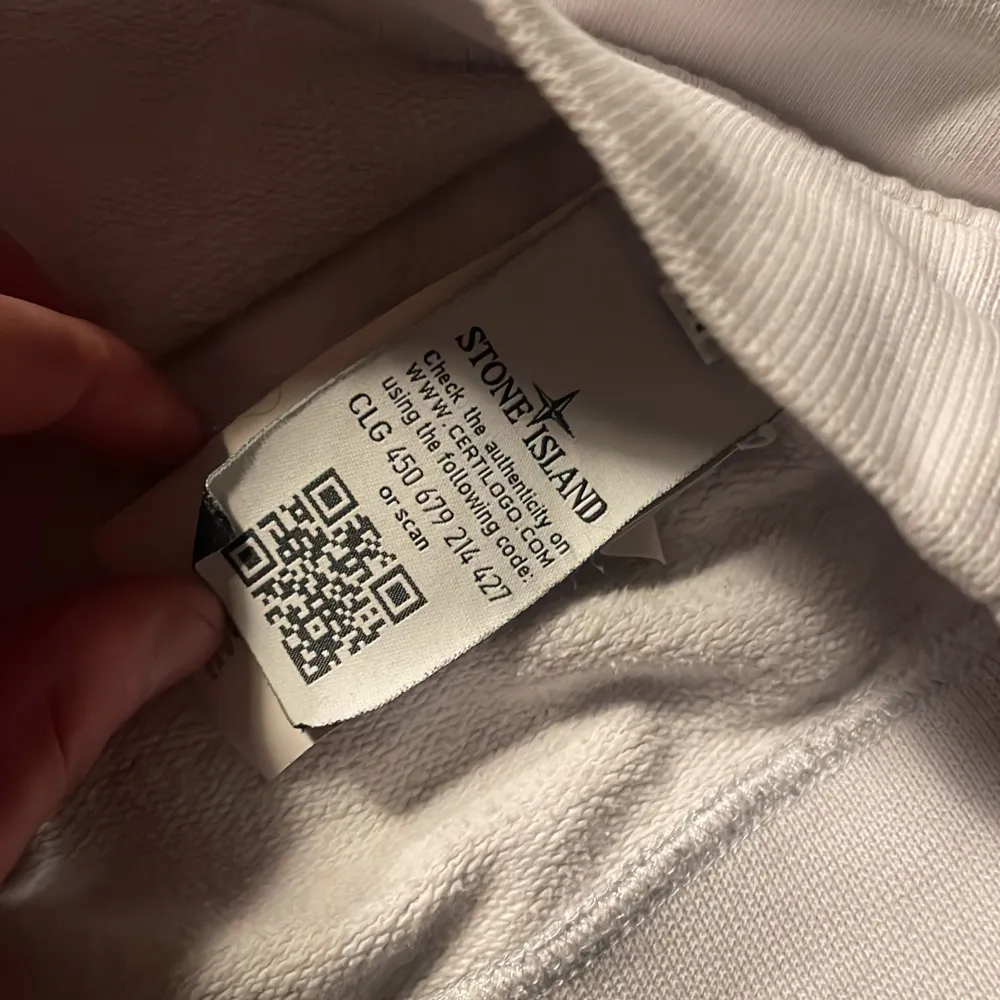 STONE ISLAND
Check the authenticity on
WWW.CERTILOGO.COM
using the following code:
CLG 450 679 214 427
or scan